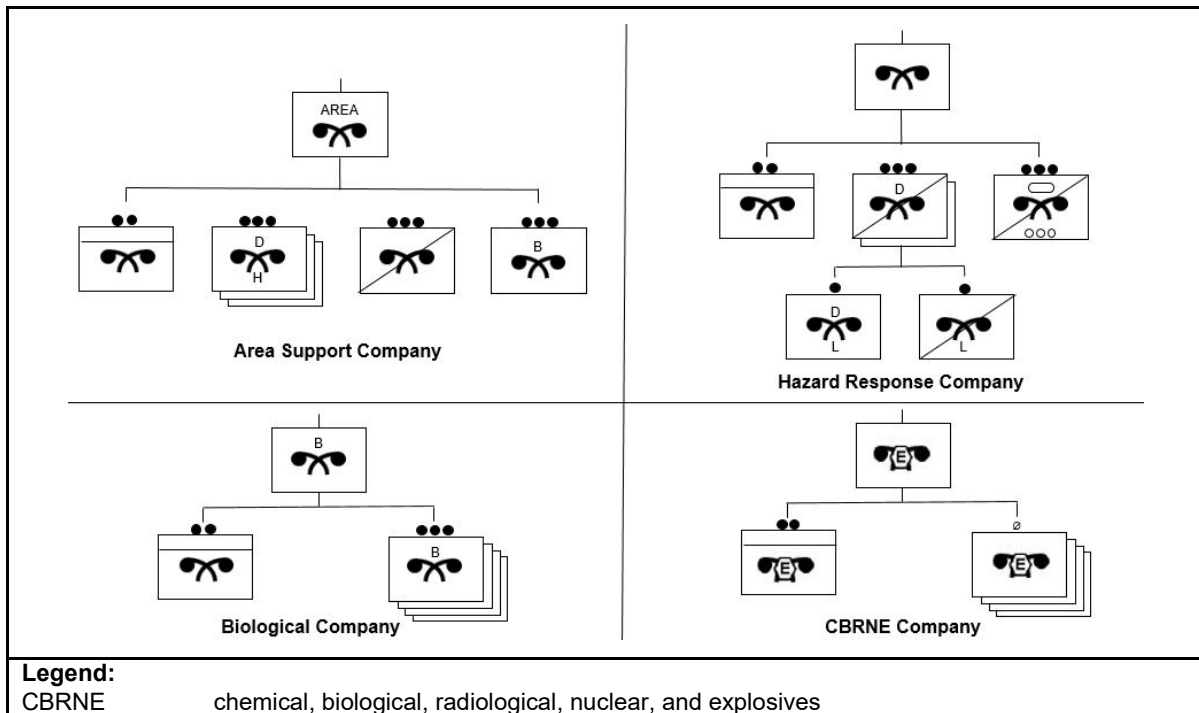 AREA
D
H
B
Area Support Company
D
D
L
L
Hazard Response Company
B
B
Biological Company
E
E
ø
E
CBRNE Company
Legend:
CBRNE chemical, biological, radiological, nuclear, and explosives